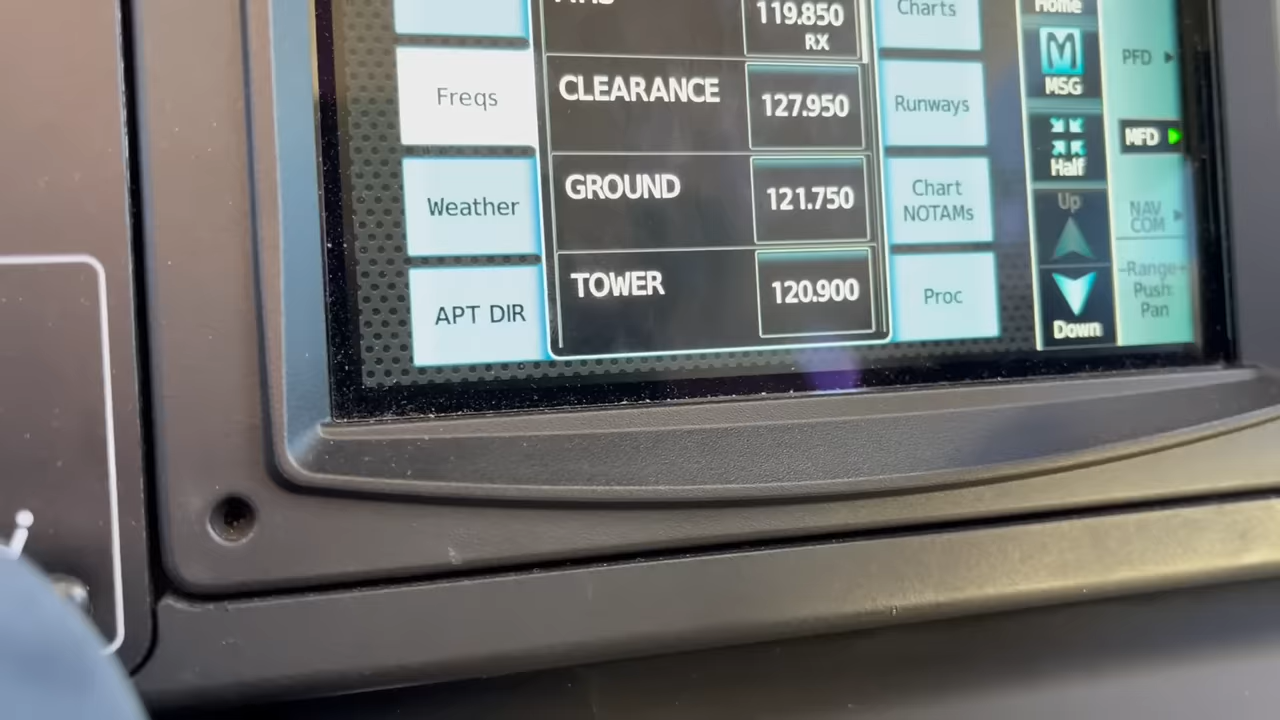 119.850
RX
Charts
Home
Freqs
CLEARANCE
127.950
Runways
MSG
PFD
Weather
GROUND
121.750
Chart
NOTAMs
Half
MFD
Up
NAV
COM
APT DIR
TOWER
120.900
Proc
Down
-Range+
Push:
Pan